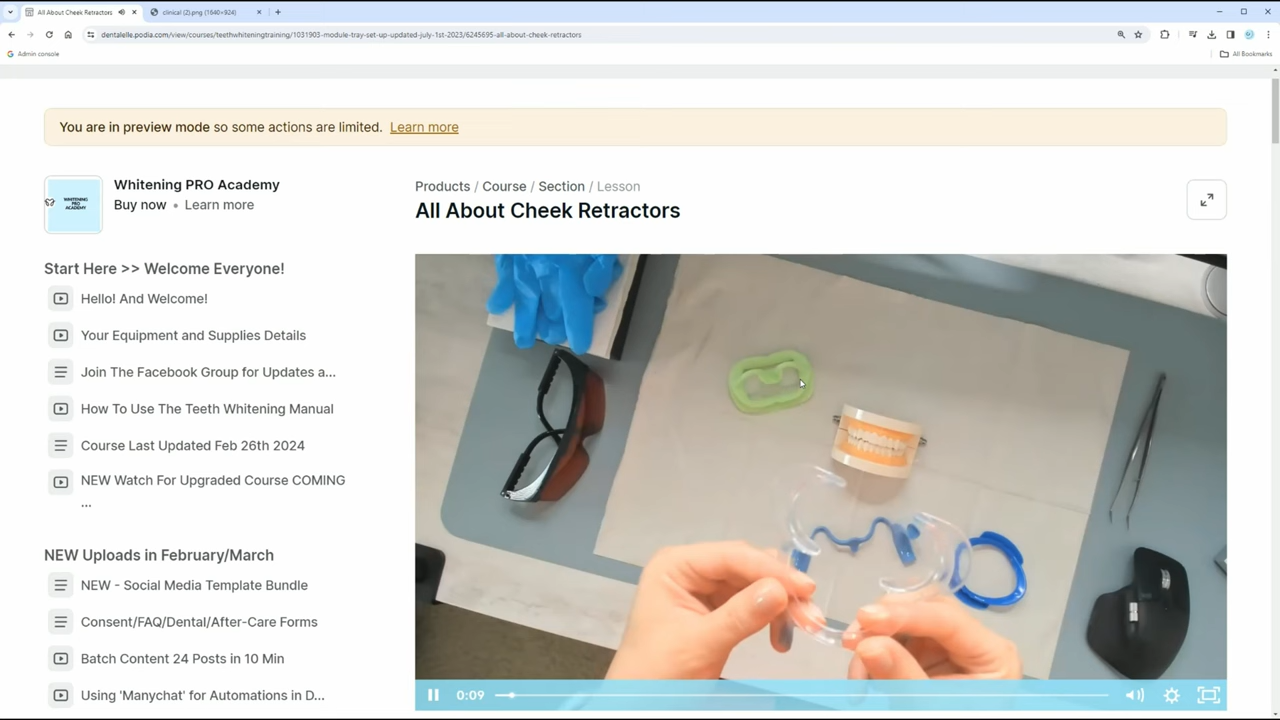 All About Cheek Retractors
clinical (2).png (1640×924)
dentalelle.podia.com/view/courses/teethwhiteningtraining/1031903-module-tray-set-up-updated-july-1st-2023/6245695-all-about-cheek-retractors
Admin console
All Bookmarks
You are in preview mode so some actions are limited. Learn more
WHITENING
PRO
ACADEMY
Whitening PRO Academy
Buy now • Learn more
Products / Course / Section / Lesson
All About Cheek Retractors
Start Here >> Welcome Everyone!
Hello! And Welcome!
Your Equipment and Supplies Details
Join The Facebook Group for Updates a...
How To Use The Teeth Whitening Manual
Course Last Updated Feb 26th 2024
NEW Watch For Upgraded Course COMING
...
NEW Uploads in February/March
NEW - Social Media Template Bundle
Consent/FAQ/Dental/After-Care Forms
Batch Content 24 Posts in 10 Min
Using 'Manychat' for Automations in D...
0:09